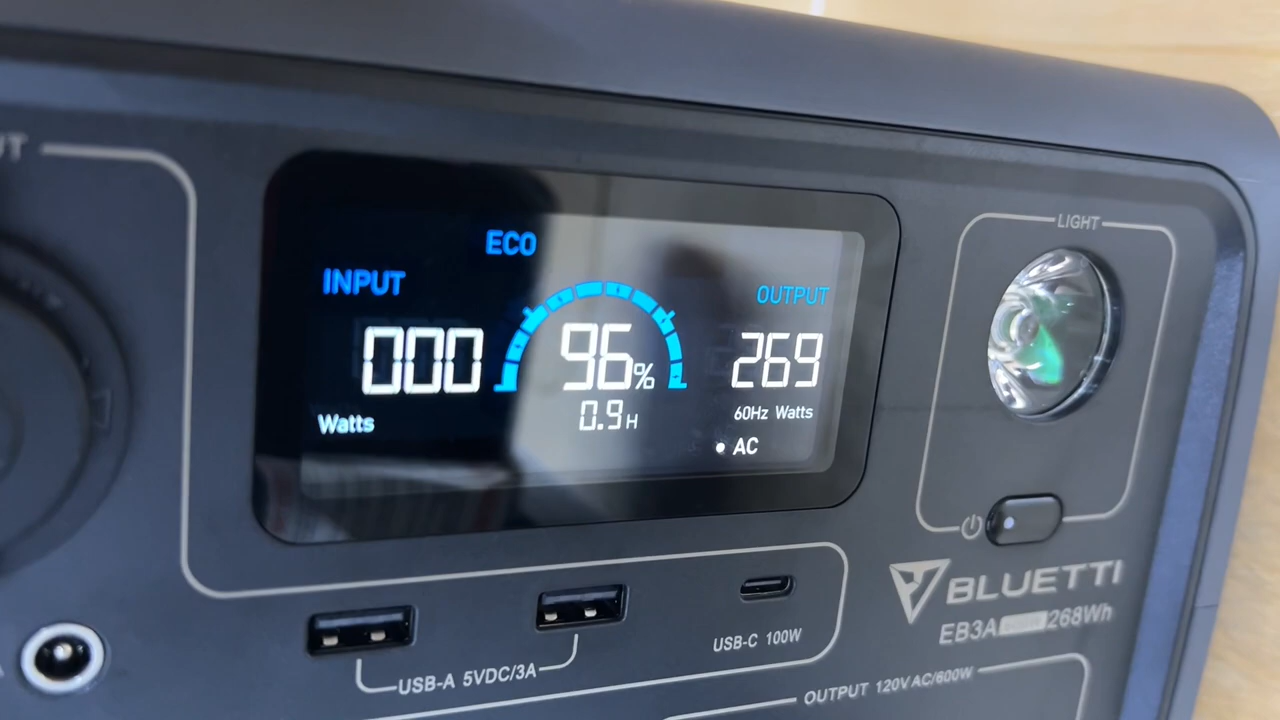 LIGHT
ECO
INPUT
OUTPUT
000
96%
269
0.9H
Watts
60Hz Watts
AC
BLUETTI
EB3A 268Wh
USB-C 100W
USB-A 5VDC/3A
OUTPUT 120V AC/600W